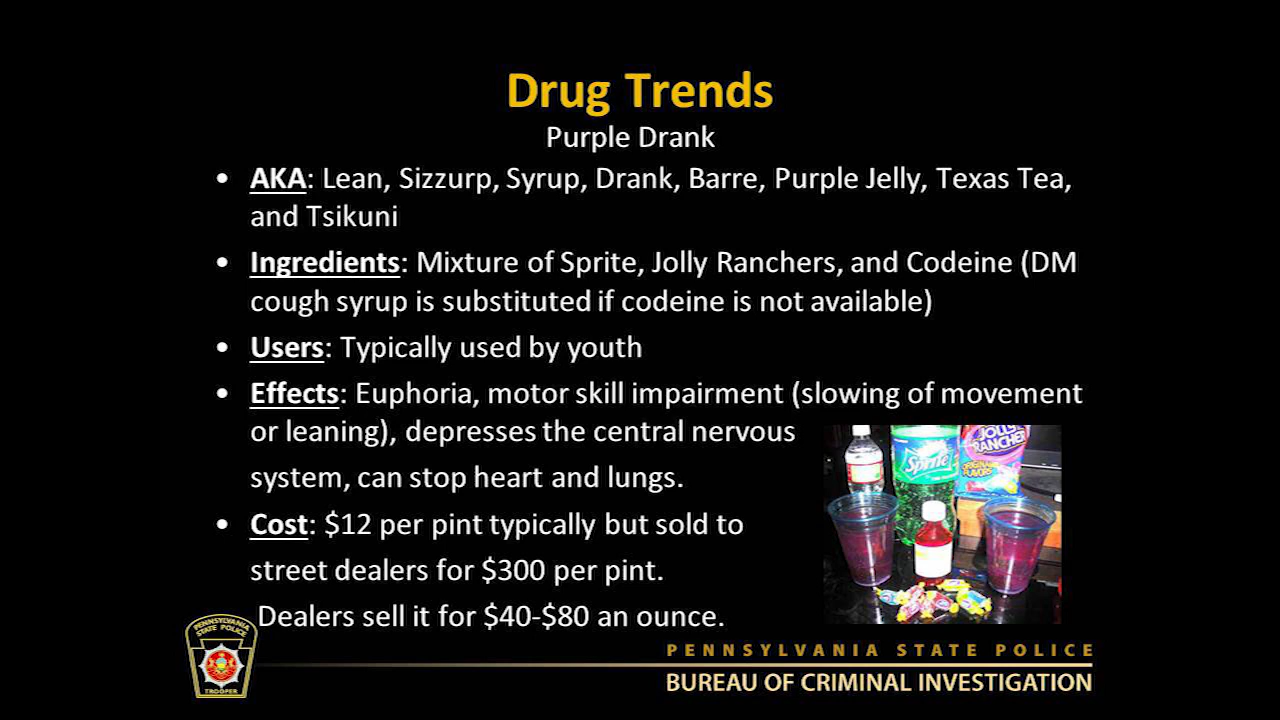 Drug Trends
Purple Drank
• AKA: Lean, Sizzurp, Syrup, Drank, Barre, Purple Jelly, Texas Tea,
and Tsikuni
• Ingredients: Mixture of Sprite, Jolly Ranchers, and Codeine (DM
cough syrup is substituted if codeine is not available)
• Users: Typically used by youth
• Effects: Euphoria, motor skill impairment (slowing of movement
or leaning), depresses the central nervous
system, can stop heart and lungs.
• Cost: $12 per pint typically but sold to
street dealers for $300 per pint.
Dealers sell it for $40-$80 an ounce.
Sprite
JOLLY
RANCHER
ORIGINAL
FLAVORS
PENNSYLVANIA
STATE POLICE
TROOPER
PENNSYLVANIA STATE POLICE
BUREAU OF CRIMINAL INVESTIGATION